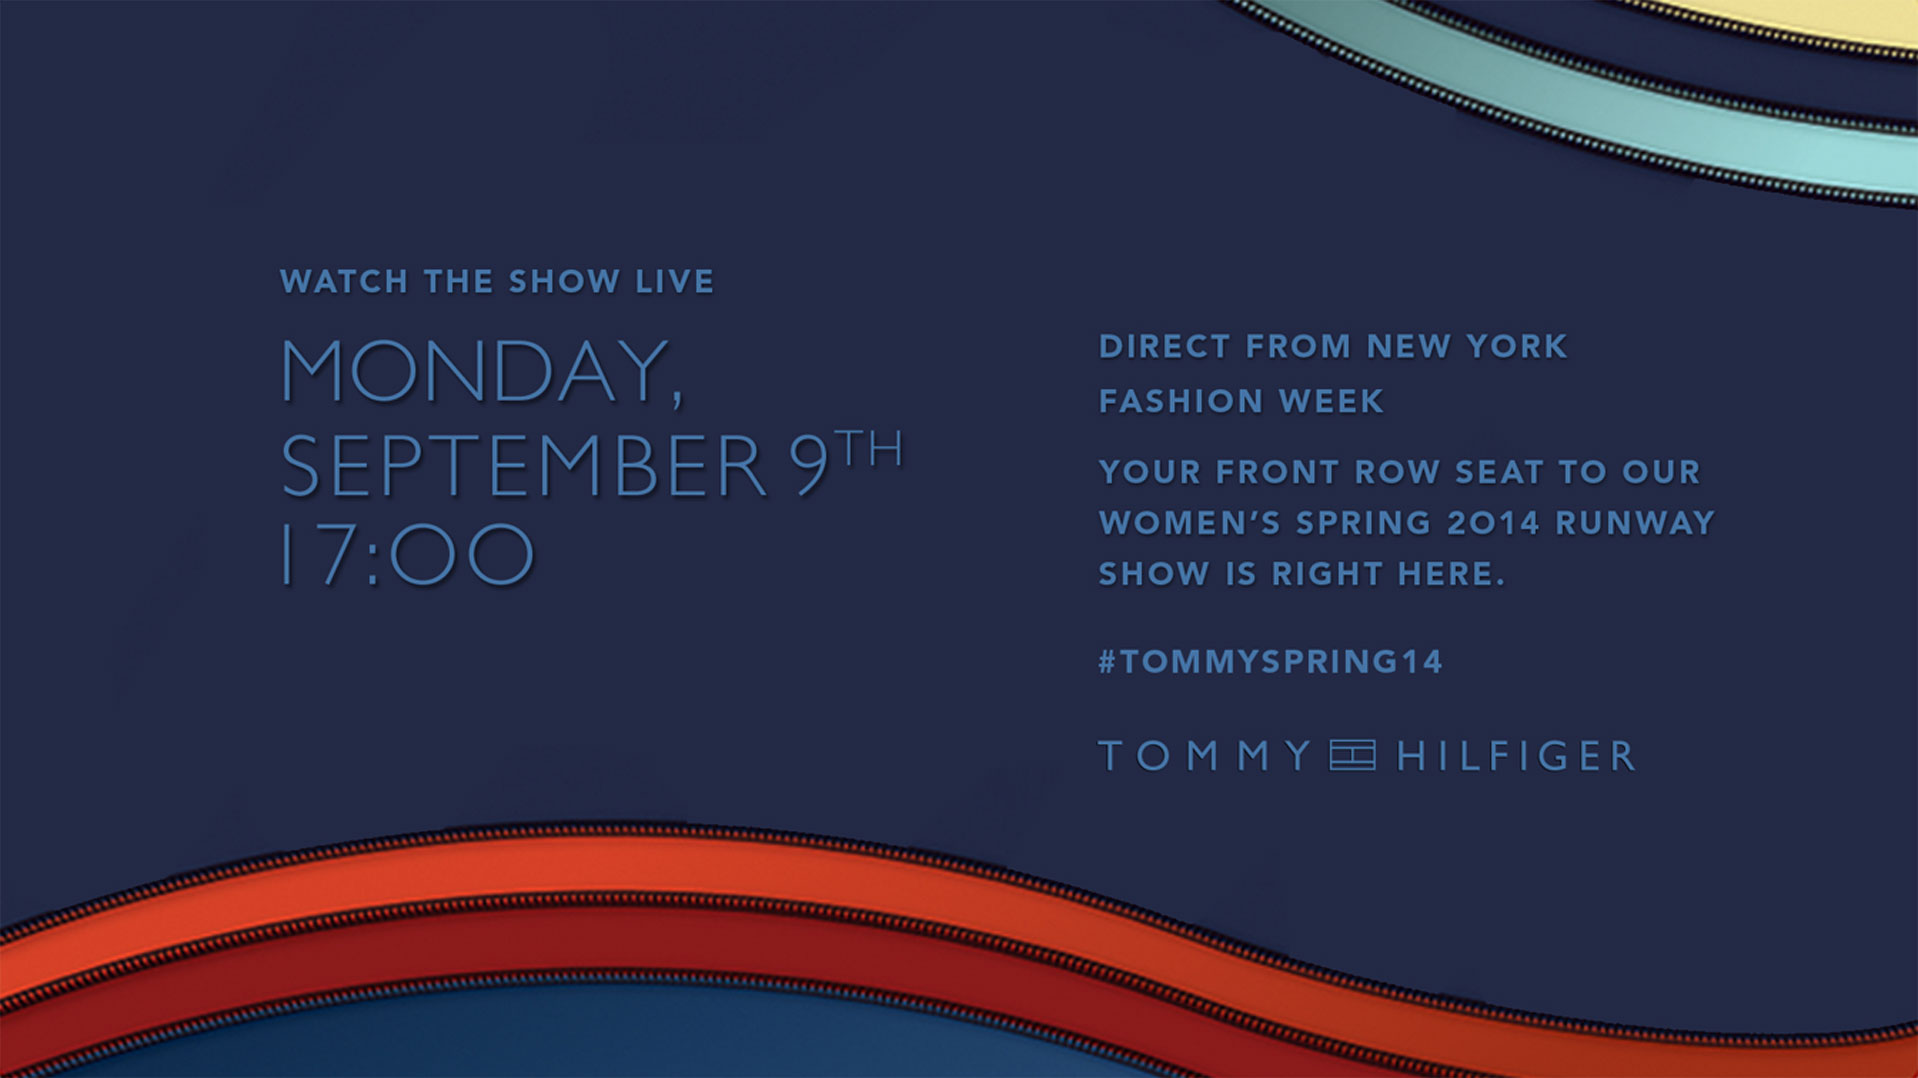 WATCH THE SHOW LIVE
MONDAY,
SEPTEMBER 9TH
17:00
DIRECT FROM NEW YORK
FASHION WEEK
YOUR FRONT ROW SEAT TO OUR
WOMEN'S SPRING 2014 RUNWAY
SHOW IS RIGHT HERE.
#TOMMYSPRING14
TOMMY HILFIGER